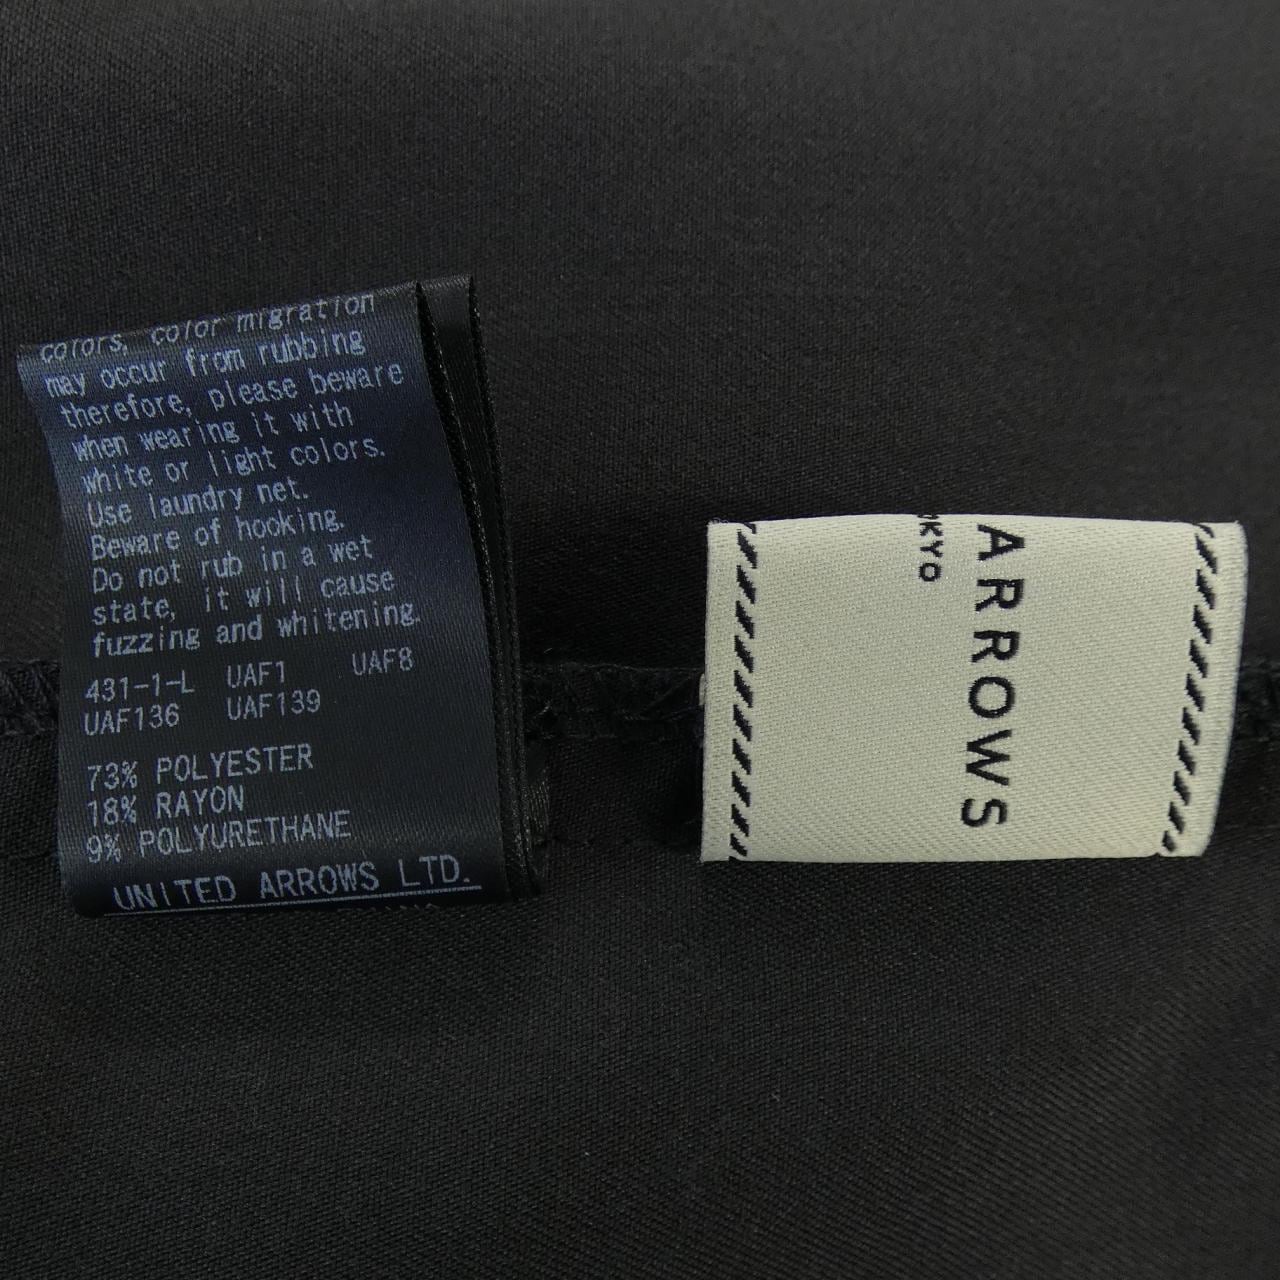 colors, color migration
may occur from rubbing
therefore, please beware
when wearing it with
white or light colors.
Use laundry net.
Beware of hooking.
Do not rub in a wet
state, it will cause
fuzzing and whitening.
431-1-L UAF1 UAF8
UAF136 UAF139
73% POLYESTER
18% RAYON
9% POLYURETHANE
UNITED ARROWS LTD.
ARROWS
OKYO